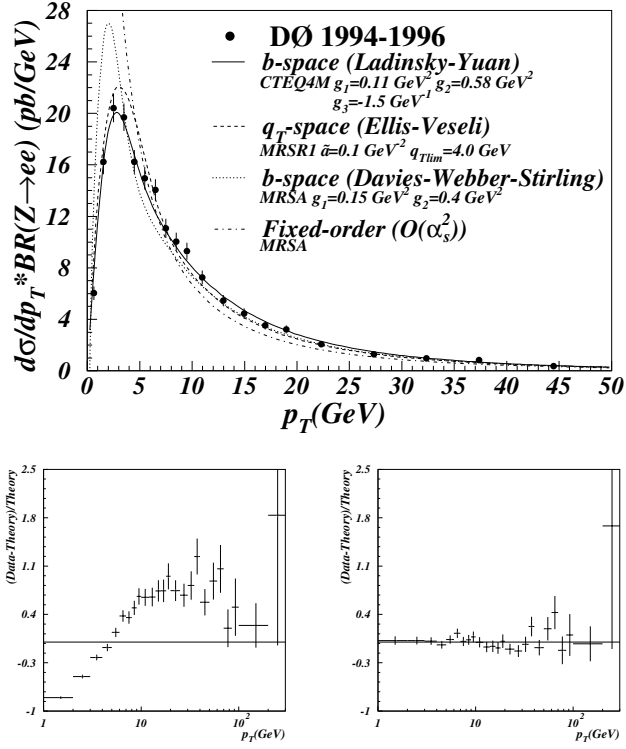 28
24
20
16
12
8
4
0
dσ/dp_T*BR(Z→ee) (pb/GeV)
DØ 1994-1996
b-space (Ladinsky-Yuan)
CTEQ4M g₁=0.11 GeV² g₂=0.58 GeV²
g₃=-1.5 GeV⁻¹
q_T-space (Ellis-Veseli)
MRSR1 ã=0.1 GeV⁻² q_Tlim=4.0 GeV
b-space (Davies-Webber-Stirling)
MRSA g₁=0.15 GeV² g₂=0.4 GeV²
Fixed-order (O(α_s²))
MRSA
0 5 10 15 20 25 30 35 40 45 50
p_T(GeV)
(Data-Theory)/Theory
2.5
1.8
1.1
0.4
-0.3
-1
1 10 10²
p_T(GeV)
(Data-Theory)/Theory
2.5
1.8
1.1
0.4
-0.3
-1
1 10 10²
p_T(GeV)